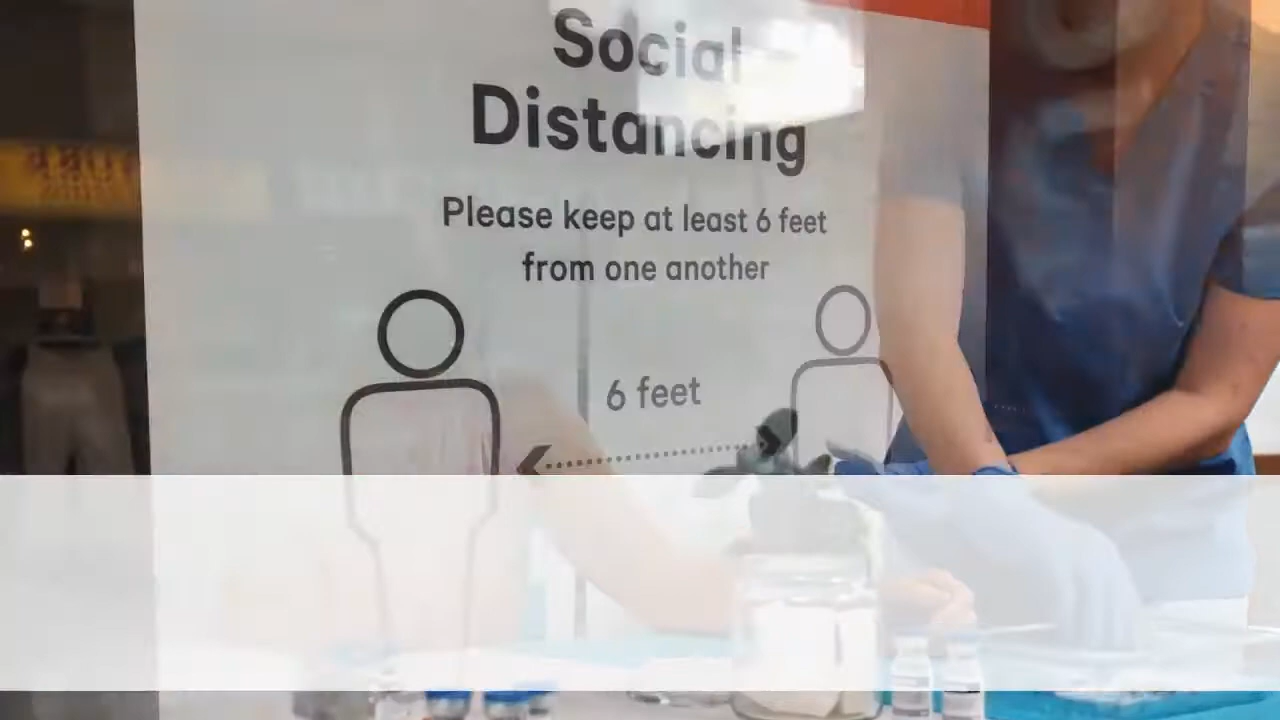 Social
Distancing
Please keep at least 6 feet
from one another
6 feet